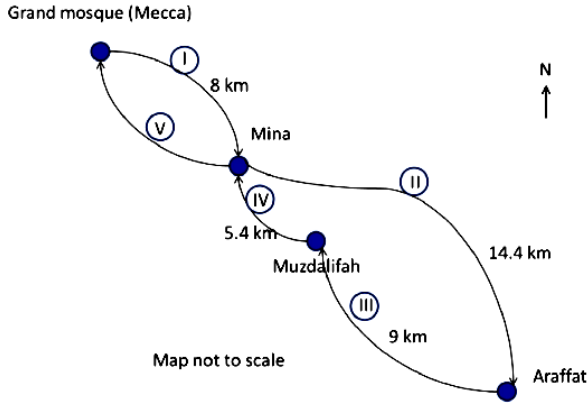 Grand mosque (Mecca)
I
8 km
N
V
Mina
II
IV
5.4 km
14.4 km
Muzdalifah
III
9 km
Map not to scale
Araffat